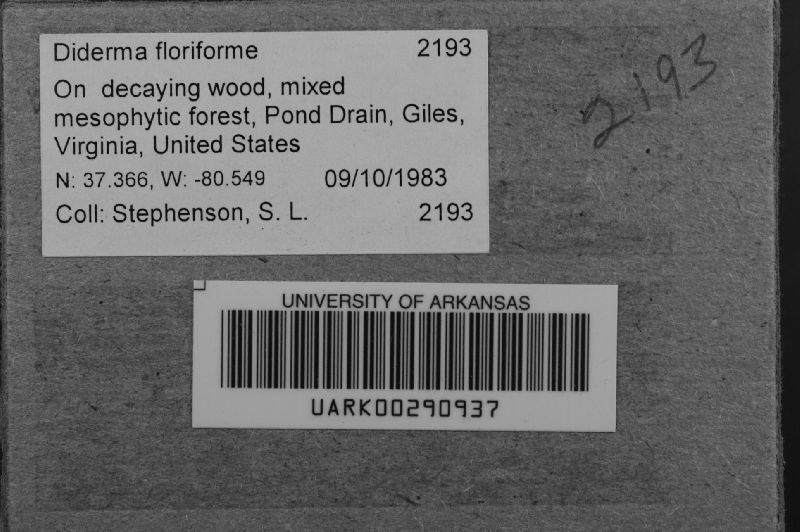 Diderma floriforme 2193
On decaying wood, mixed
mesophytic forest, Pond Drain, Giles,
Virginia, United States
N: 37.366, W: -80.549 09/10/1983
Coll: Stephenson, S. L. 2193
2193
UNIVERSITY OF ARKANSAS
UARK00290937